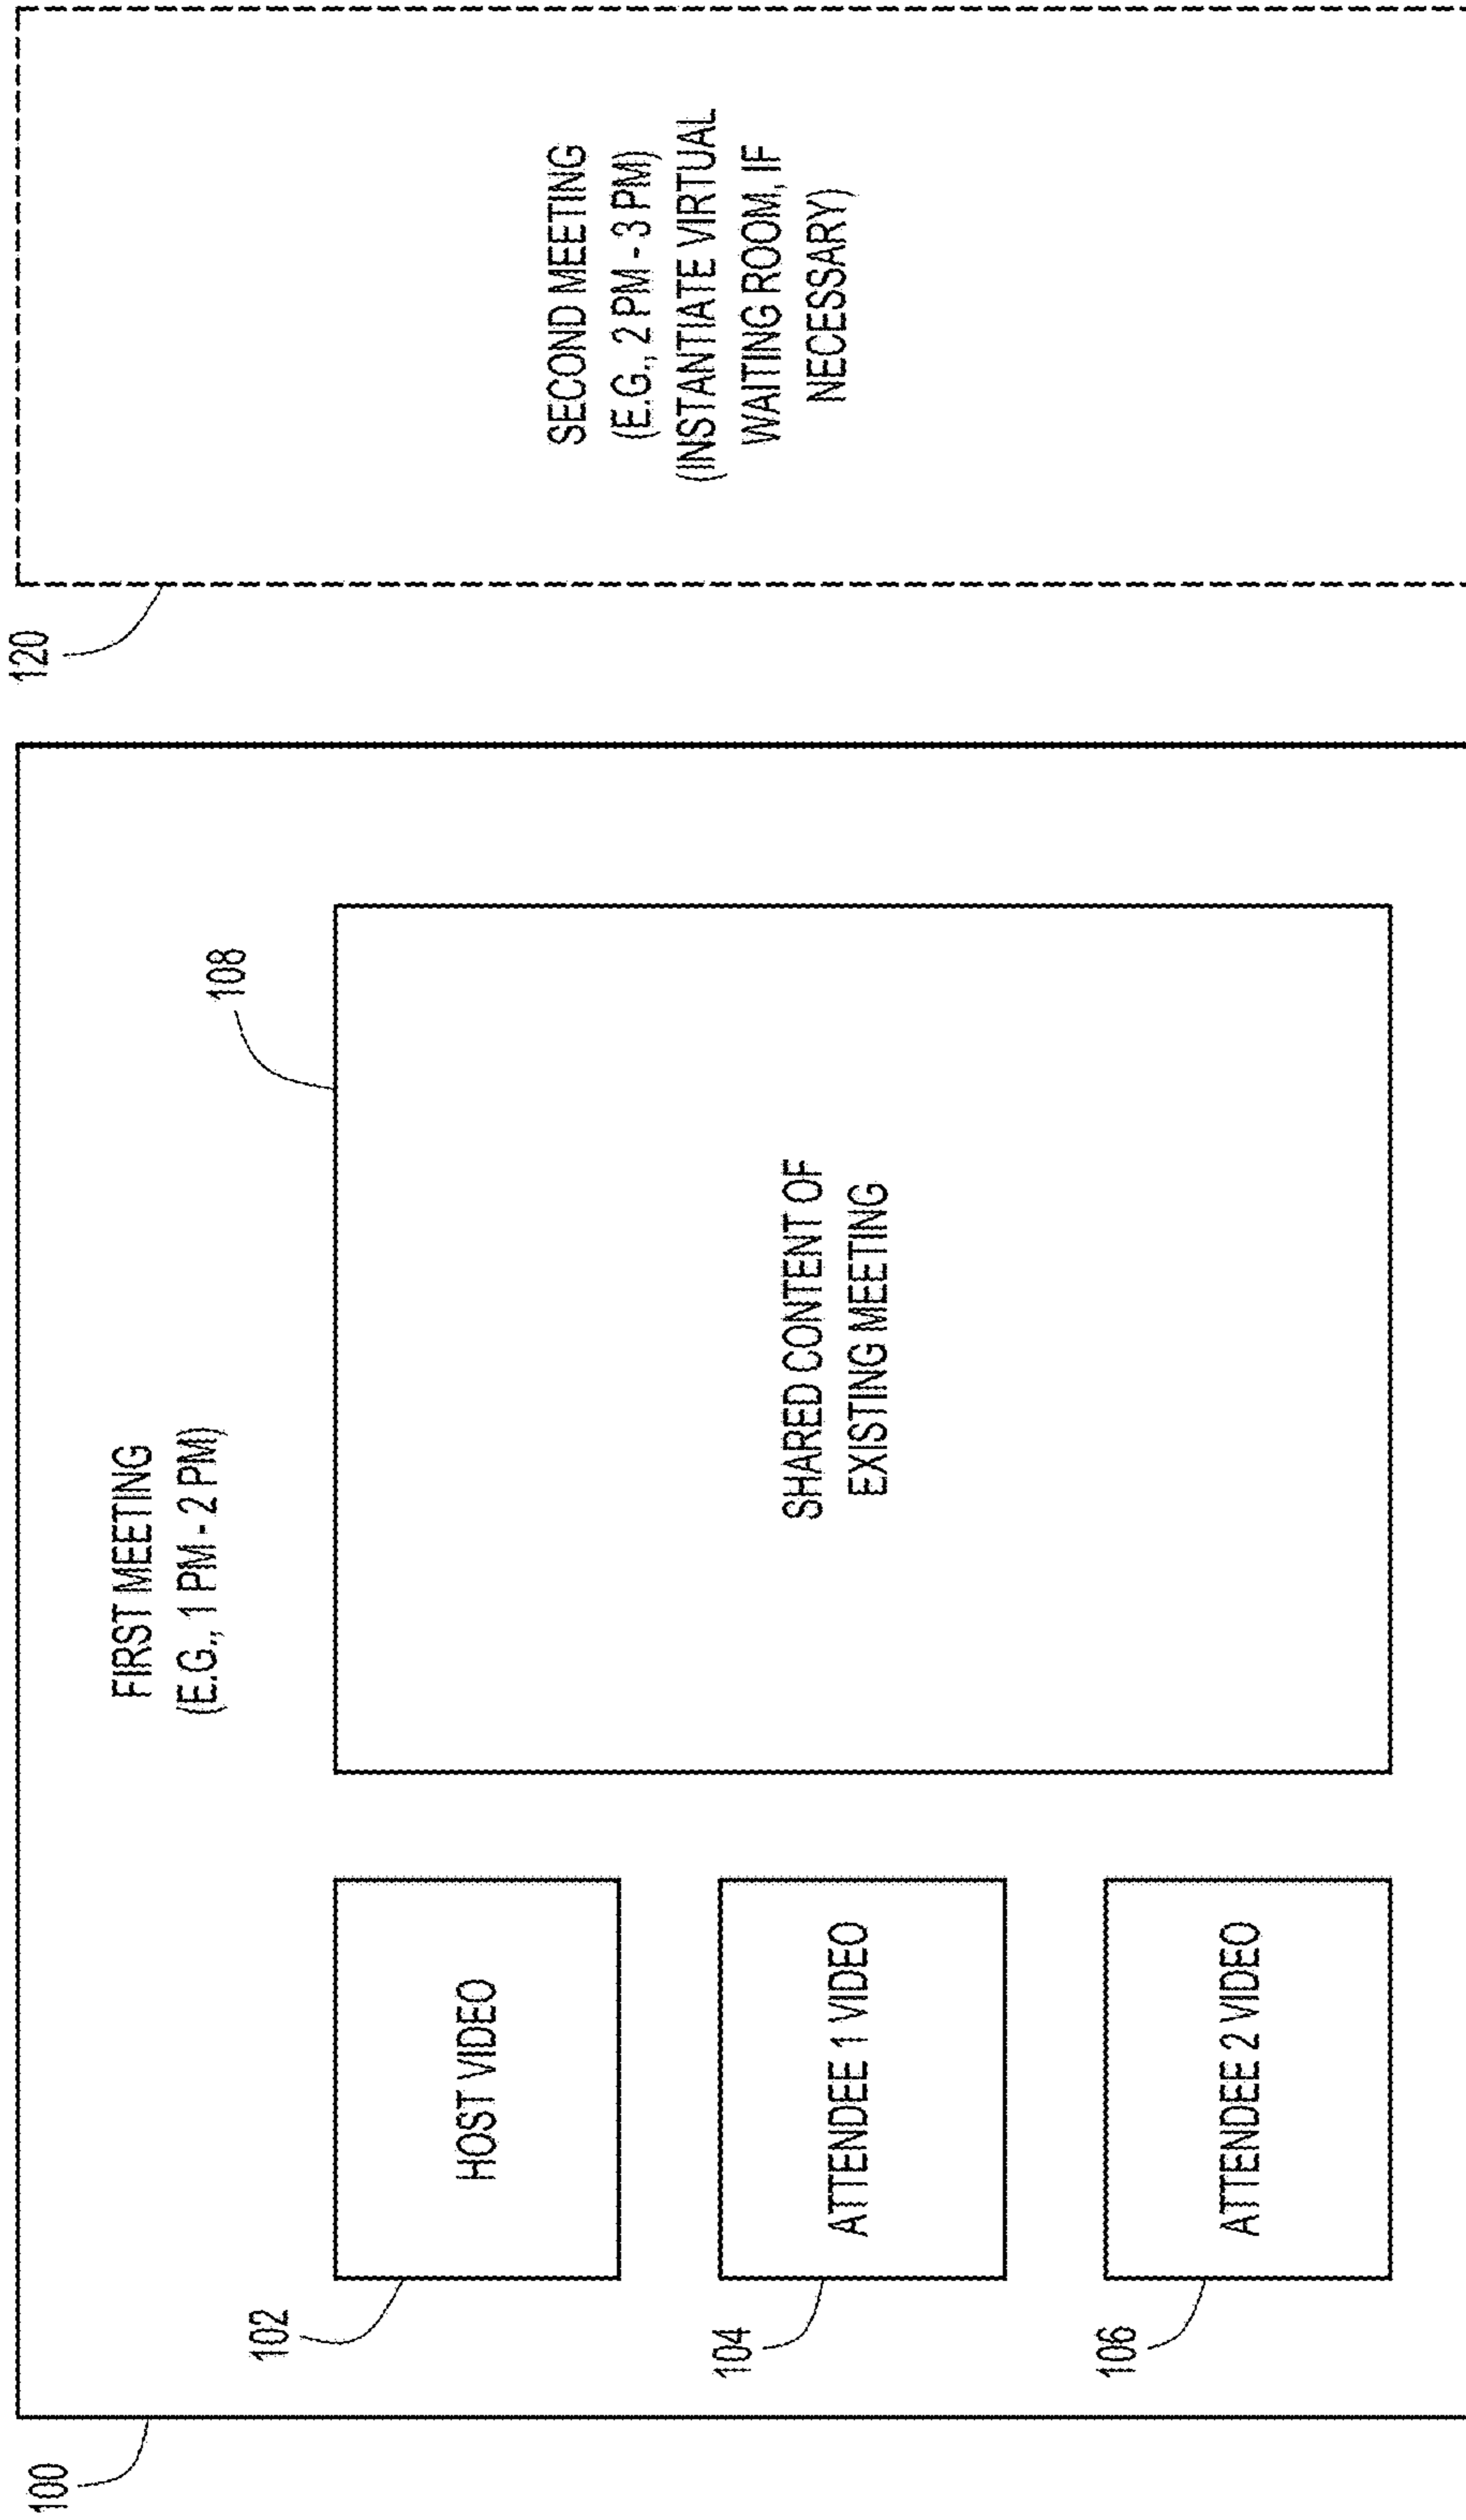 100
FIRST MEETING
(E.G., 1 PM - 2 PM)
102
HOST VIDEO
104
ATTENDEE 1 VIDEO
106
ATTENDEE 2 VIDEO
108
SHARED CONTENT OF
EXISTING MEETING
120
SECOND MEETING
(E.G., 2 PM - 3 PM)
(INSTANTIATE VIRTUAL
WAITING ROOM, IF
NECESSARY)